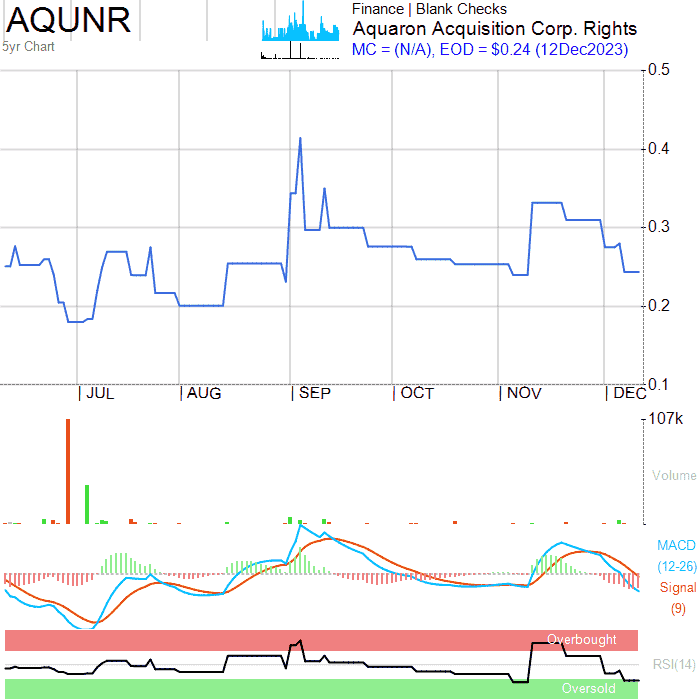 AQUNR
5yr Chart
Finance | Blank Checks
Aquaron Acquisition Corp. Rights
MC = (N/A), EOD = $0.24 (12Dec2023)
0.5
0.4
0.3
0.2
0.1
| JUL | AUG | SEP | OCT | NOV | DEC
107k
Volume
MACD
(12-26)
Signal
(9)
Overbought
RSI(14)
Oversold